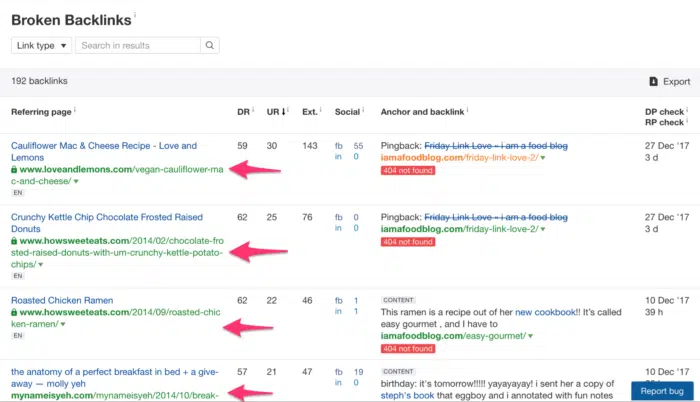 Broken Backlinks i
Link type ▼ Search in results
192 backlinks Export
Referring page i DR i UR ↓ i Ext. i Social i Anchor and backlink i DP check i
RP check i
Cauliflower Mac & Cheese Recipe - Love and Lemons 59 30 143 fb 55 Pingback: Friday Link Love - i am a food blog 27 Dec '17
www.loveandlemons.com/vegan-cauliflower-ma in 0 iamafoodblog.com/friday-link-love-2/ ▼ 3 d
c-and-cheese/ ▼ 404 not found
EN
Crunchy Kettle Chip Chocolate Frosted Raised 62 25 76 fb 0 Pingback: Friday Link Love - i am a food blog 27 Dec '17
Donuts in 0 iamafoodblog.com/friday-link-love-2/ ▼ 3 d
www.howsweeteats.com/2014/02/chocolate-fro 404 not found
sted-raised-donuts-with-urn-crunchy-kettle-potato-
chips/ ▼
EN
Roasted Chicken Ramen 62 22 46 fb 1 CONTENT 10 Dec '17
www.howsweeteats.com/2014/09/roasted-chic in 1 This ramen is a recipe out of her new cookbook!! It's called 39 h
ken-ramen/ ▼ easy gourmet , and I have to
EN iamafoodblog.com/easy-gourmet/ ▼
404 not found
the anatomy of a perfect breakfast in bed + a give- 57 21 47 fb 19 CONTENT 10 Dec '17
away — molly yeh in 0 birthday: it's tomorrow!!!!! yayayayay! i sent her a copy of
mynameisyeh.com/mynameisyeh/2014/10/break- steph's book that eggboy and i annotated with fun notes
Report bug